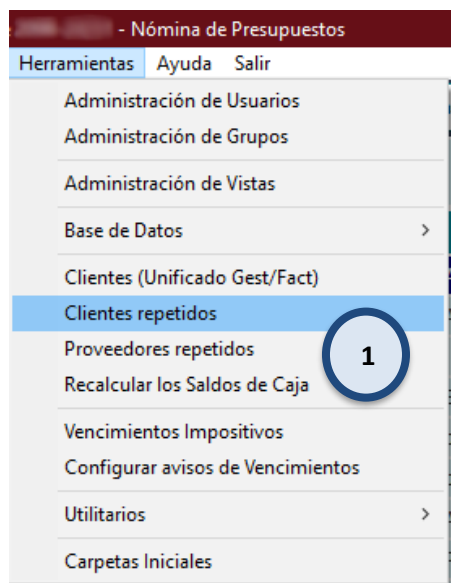 - Nómina de Presupuestos
Herramientas Ayuda Salir
Administración de Usuarios
Administración de Grupos
Administración de Vistas
Base de Datos >
Clientes (Unificado Gest/Fact)
Clientes repetidos
Proveedores repetidos
1
Recalcular los Saldos de Caja
Vencimientos Impositivos
Configurar avisos de Vencimientos
Utilitarios >
Carpetas Iniciales